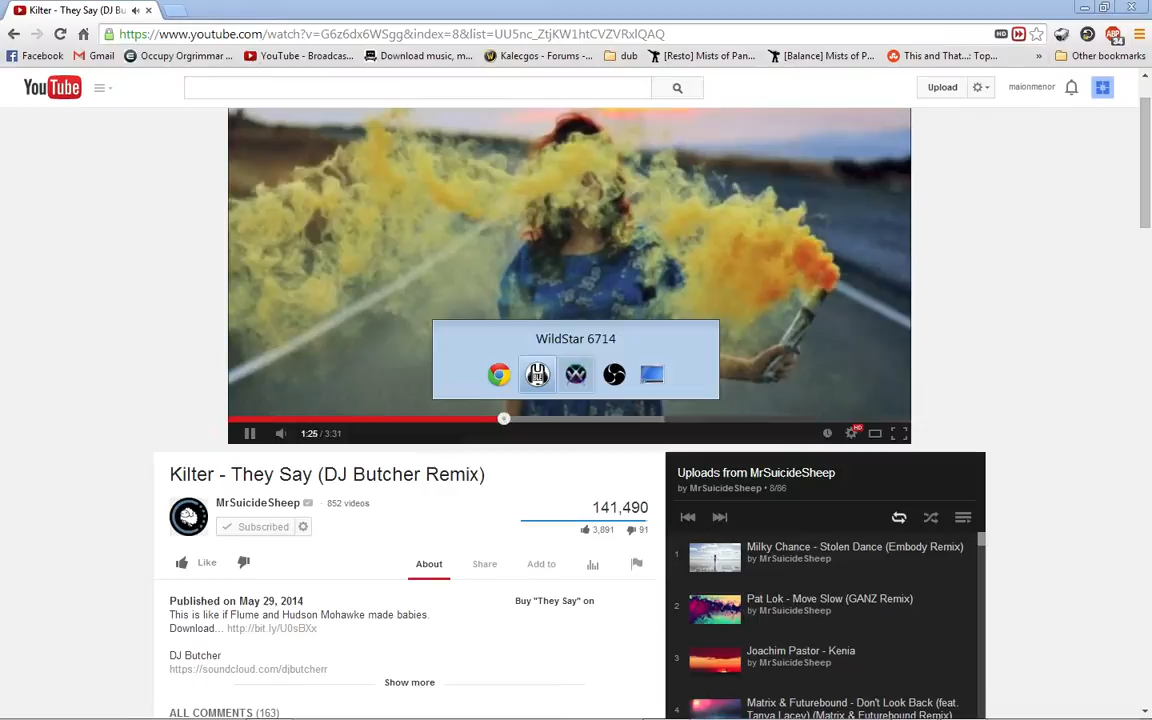 Kilter - They Say (DJ Bu
https://www.youtube.com/watch?v=G6z6dx6WSgg&index=8&list=UU5nc_ZtjKW1htCVZVRxlQAQ
HD
ABP
34
Facebook
Gmail
Occupy Orgrimmar ...
YouTube - Broadcas...
Download music, m...
Kalecgos - Forums -...
dub
[Resto] Mists of Pan...
[Balance] Mists of P...
This and That...: Top...
»
Other bookmarks
YouTube
Upload
maionmenor
WildStar 6714
1:25 / 3:31
HD
Kilter - They Say (DJ Butcher Remix)
MrSuicideSheep
· 852 videos
Subscribed
141,490
3,891
91
Like
About
Share
Add to
Published on May 29, 2014
Buy "They Say" on
This is like if Flume and Hudson Mohawke made babies.
Download... http://bit.ly/U0sBXx
DJ Butcher
https://soundcloud.com/djbutcherr
Show more
ALL COMMENTS (163)
Uploads from MrSuicideSheep
by MrSuicideSheep • 8/86
1
Milky Chance - Stolen Dance (Embody Remix)
by MrSuicideSheep
2
Pat Lok - Move Slow (GANZ Remix)
by MrSuicideSheep
3
Joachim Pastor - Kenia
by MrSuicideSheep
4
Matrix & Futurebound - Don't Look Back (feat.
Tanya Lacey) (Matrix & Futurebound Remix)